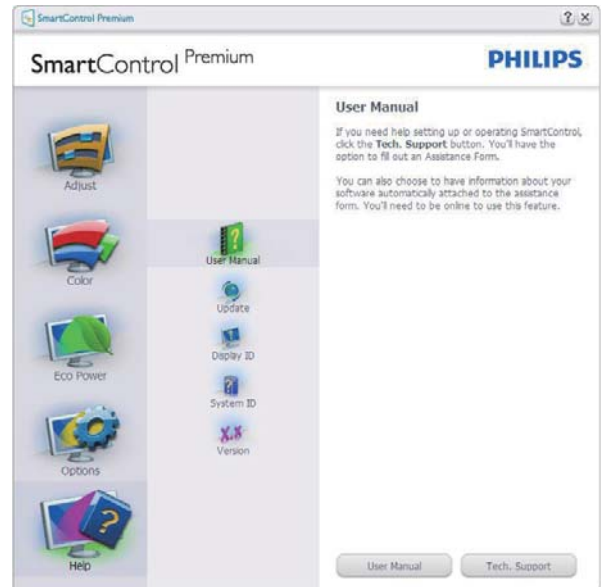 SmartControl Premium
? X
SmartControl Premium
PHILIPS
Adjust
Color
Eco Power
Options
Help
User Manual
Update
Display ID
System ID
X.X
Version
User Manual
If you need help setting up or operating SmartControl,
click the Tech. Support button. You'll have the
option to fill out an Assistance Form.
You can also choose to have information about your
software automatically attached to the assistance
form. You'll need to be online to use this feature.
User Manual
Tech. Support